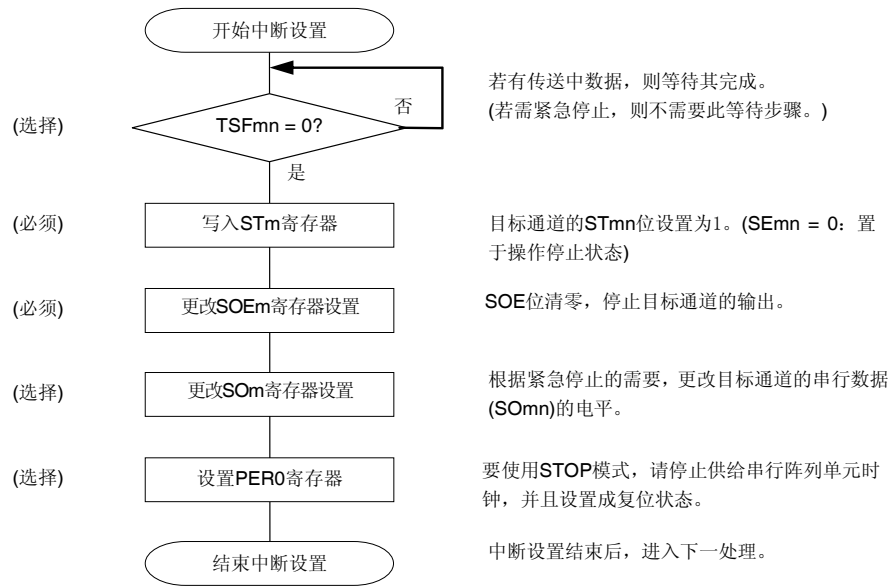 开始中断设置
若有传送中数据，则等待其完成。
否
(选择)
TSFmn = 0?
(若需紧急停止，则不需要此等待步骤。)
是
(必须)
写入STm寄存器
目标通道的STmn位设置为1。(SEmn = 0：置
于操作停止状态)
(必须)
更改SOEm寄存器设置
SOE位清零，停止目标通道的输出。
(选择)
更改SOm寄存器设置
根据紧急停止的需要，更改目标通道的串行数据
(SOmn)的电平。
(选择)
设置PER0寄存器
要使用STOP模式，请停止供给串行阵列单元时
钟，并且设置成复位状态。
结束中断设置
中断设置结束后，进入下一处理。